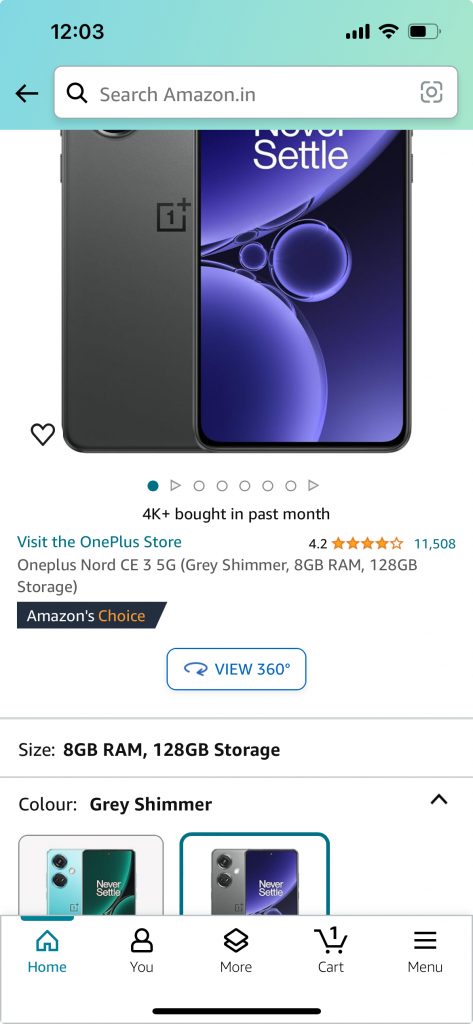 12:03
Search Amazon.in
Never
Settle
4K+ bought in past month
Visit the OnePlus Store
4.2
11,508
Oneplus Nord CE 3 5G (Grey Shimmer, 8GB RAM, 128GB
Storage)
Amazon's Choice
VIEW 360°
Size: 8GB RAM, 128GB Storage
Colour: Grey Shimmer
Never
Settle
Never
Settle
1
Home
You
More
Cart
Menu